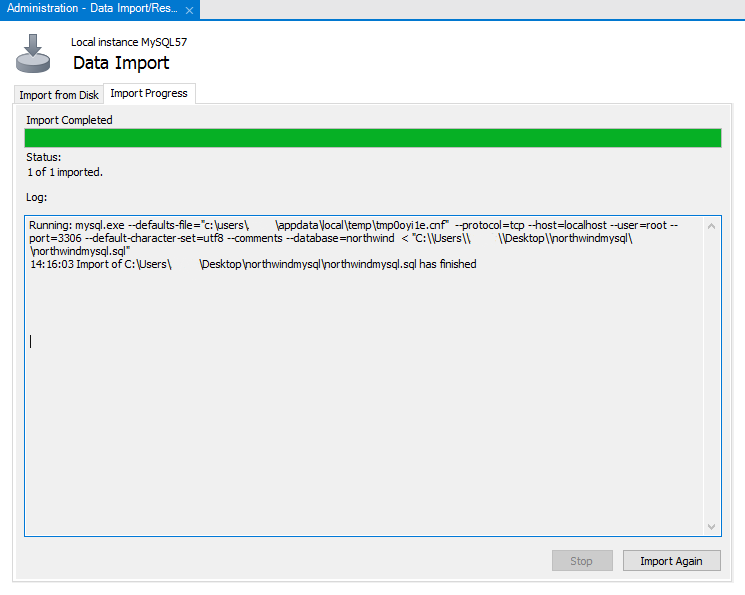 Administration - Data Import/Res...
Local instance MySQL57
Data Import
Import from Disk
Import Progress
Import Completed
Status:
1 of 1 imported.
Log:
Running: mysql.exe --defaults-file="c:\users\ \appdata\local\temp\tmp0oyi1e.cnf" --protocol=tcp --host=localhost --user=root --
port=3306 --default-character-set=utf8 --comments --database=northwind < "C:\\Users\\ \\Desktop\\northwindmysql\
\northwindmysql.sql"
14:16:03 Import of C:\Users\ \Desktop\northwindmysql\northwindmysql.sql has finished
Stop
Import Again